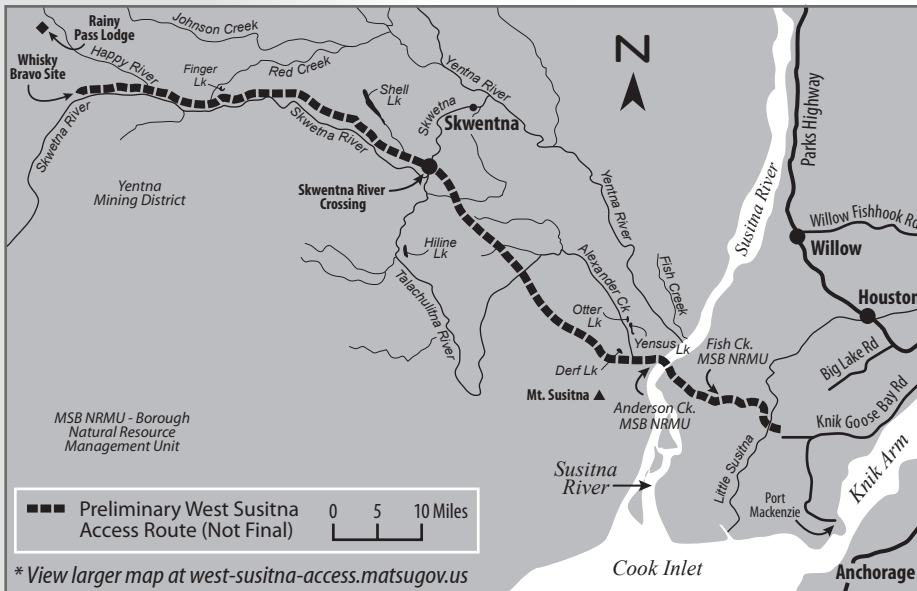 Rainy
Pass Lodge
Johnson Creek
Happy River
Whisky
Bravo Site
Finger
Lk
Red Creek
Shell
Lk
Yentna River
Skwetna
Skwentna
N
Skwetna River
Skwetna River
Yentna
Mining District
Skwentna River
Crossing
Yentna River
Susitna River
Parks Highway
Willow Fishhook Rd
Willow
Hiline
Lk
Talachulitna River
Alexander Ck
Fish Creek
Otter
Lk
Yensus
Lk
Houston
Big Lake Rd
Derf Lk
Fish Ck.
MSB NRMU
Mt. Susitna
Anderson Ck.
MSB NRMU
Knik Goose Bay Rd
MSB NRMU - Borough
Natural Resource
Management Unit
Susitna
River
Little Susitna
Knik Arm
Port
Mackenzie
Preliminary West Susitna
Access Route (Not Final)
0 5 10 Miles
Cook Inlet
Anchorage
* View larger map at west-susitna-access.matsugov.us